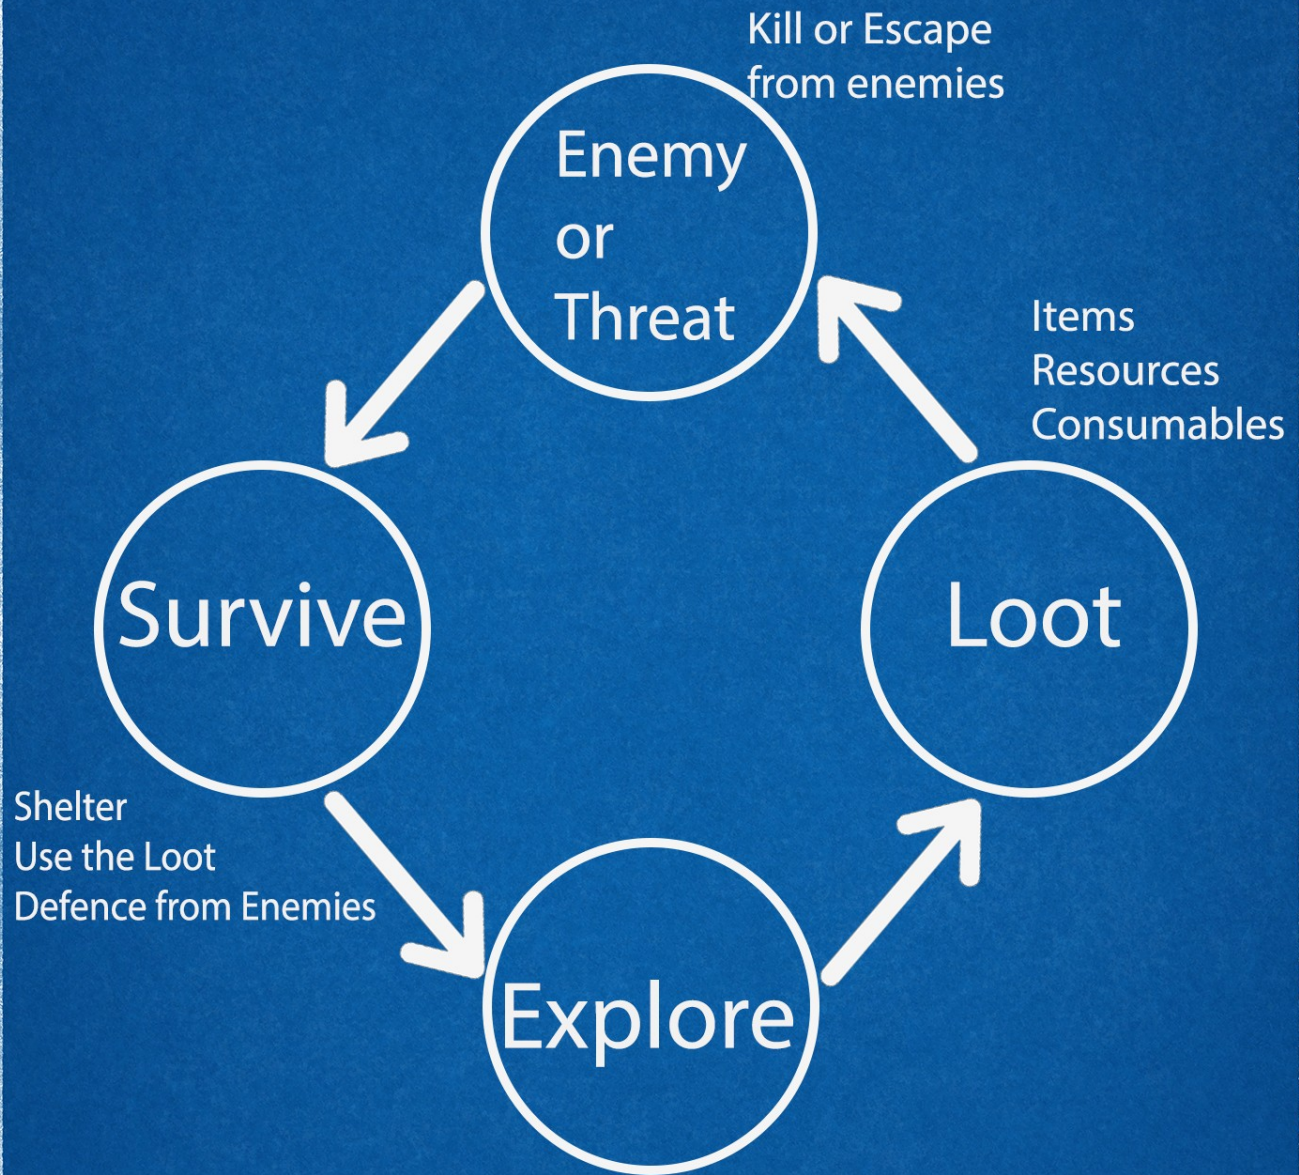 Kill or Escape
from enemies
Enemy
or
Threat
Items
Resources
Consumables
Survive
Loot
Shelter
Use the Loot
Defence from Enemies
Explore